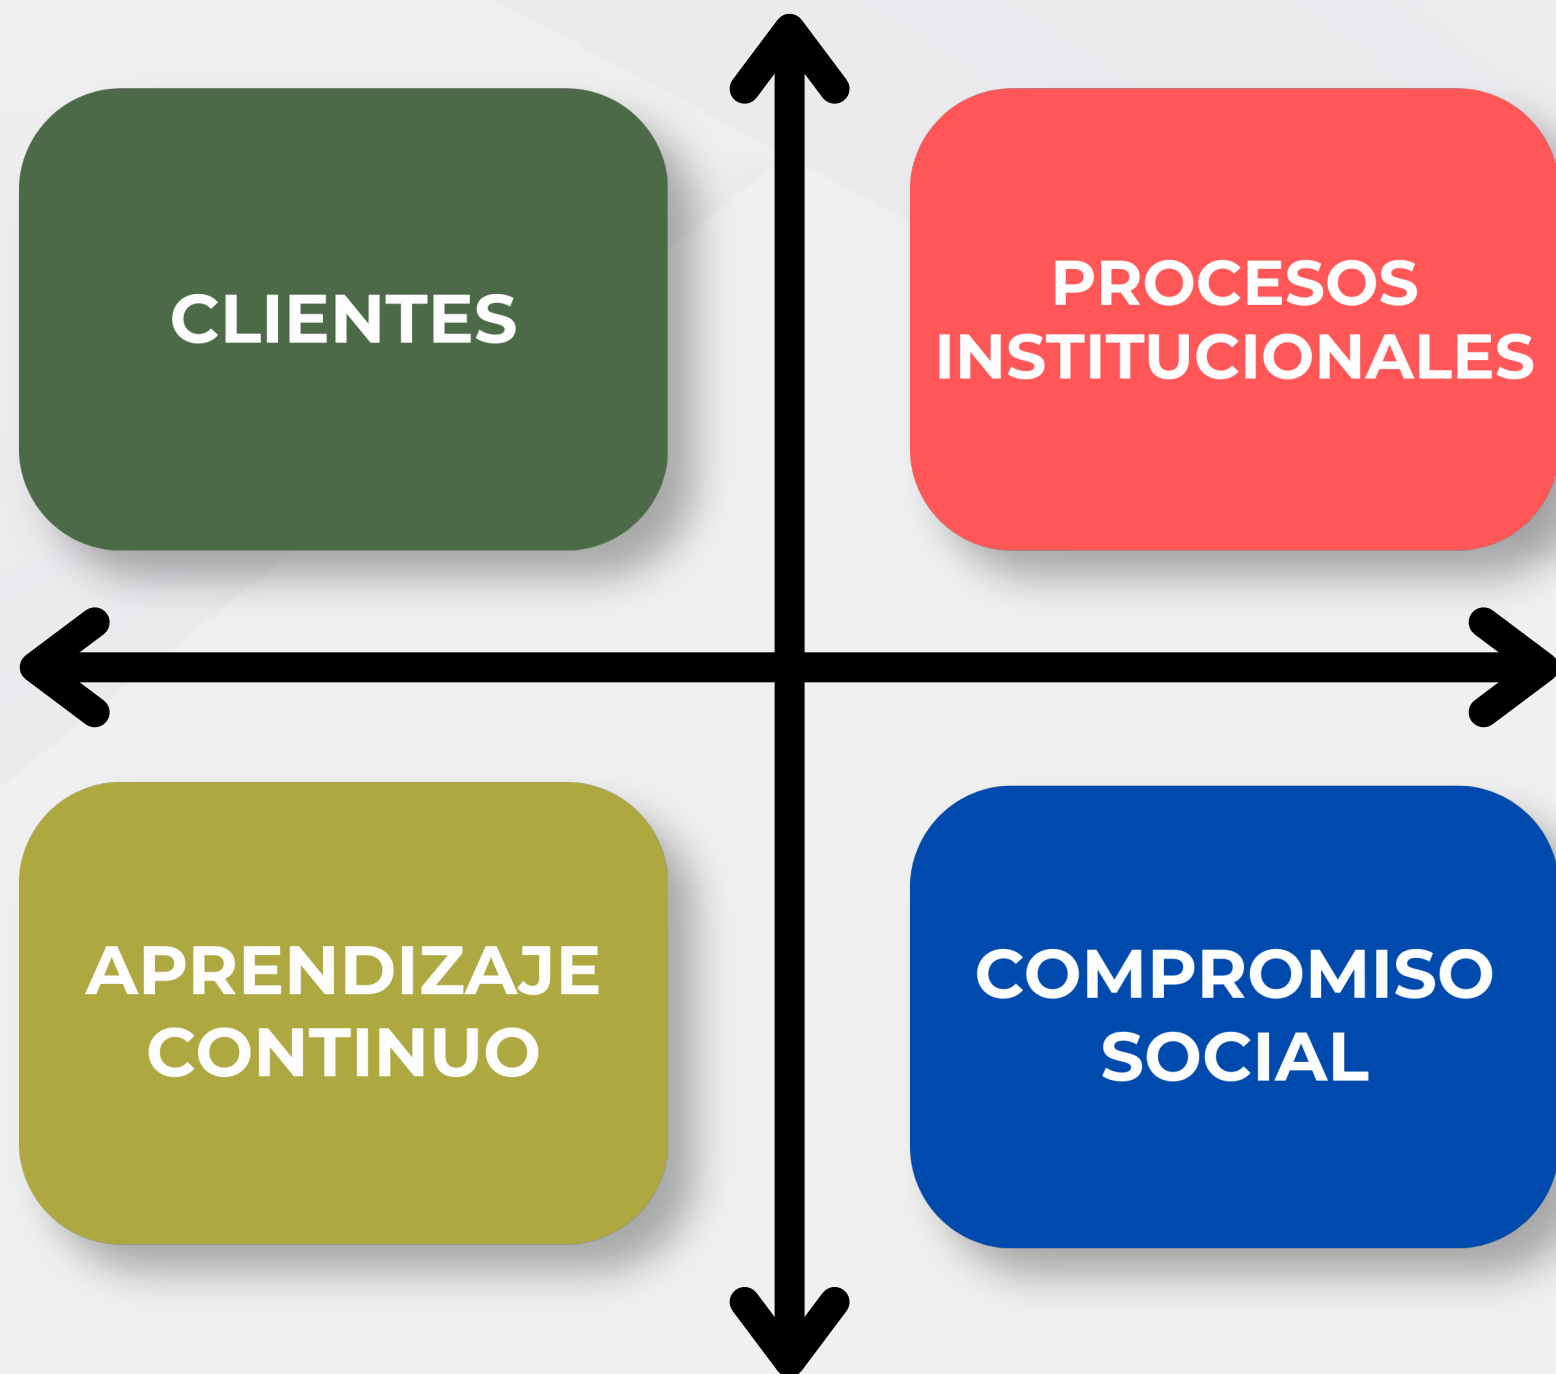 CLIENTES
PROCESOS
INSTITUCIONALES
APRENDIZAJE
CONTINUO
COMPROMISO
SOCIAL